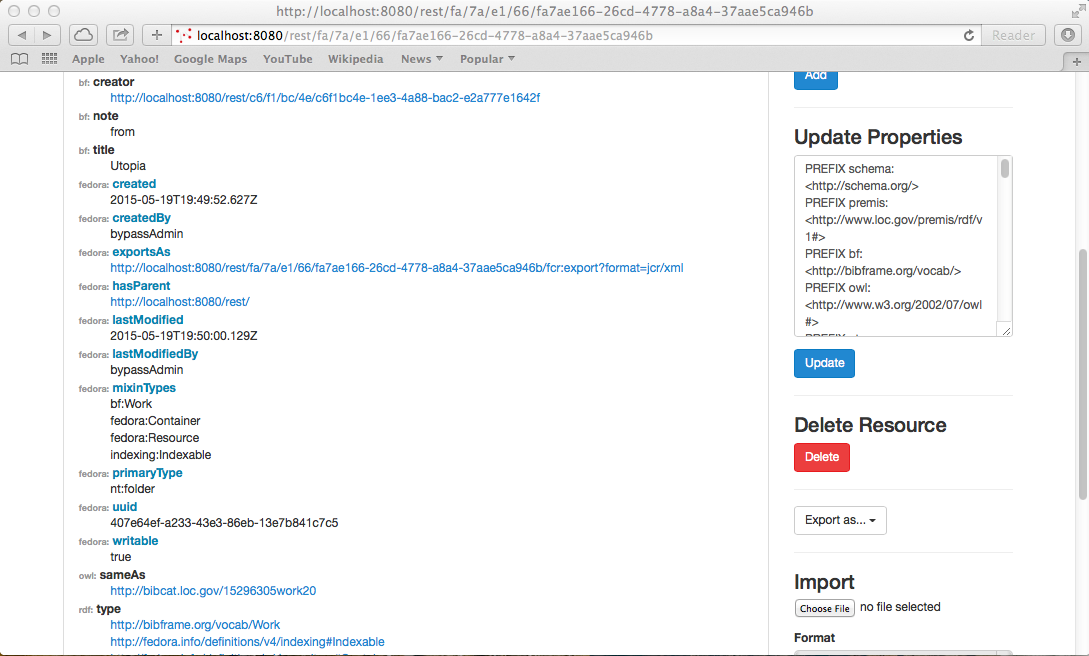 http://localhost:8080/rest/fa/7a/e1/66/fa7ae166-26cd-4778-a8a4-37aae5ca946b
localhost:8080/rest/fa/7a/e1/66/fa7ae166-26cd-4778-a8a4-37aae5ca946b
Reader
Apple Yahoo! Google Maps YouTube Wikipedia News Popular
bf: creator
http://localhost:8080/rest/c6/f1/bc/4e/c6f1bc4e-1ee3-4a88-bac2-e2a777e1642f
bf: note
from
bf: title
Utopia
fedora: created
2015-05-19T19:49:52.627Z
fedora: createdBy
bypassAdmin
fedora: exportsAs
http://localhost:8080/rest/fa/7a/e1/66/fa7ae166-26cd-4778-a8a4-37aae5ca946b/fcr:export?format=jcr/xml
fedora: hasParent
http://localhost:8080/rest/
fedora: lastModified
2015-05-19T19:50:00.129Z
fedora: lastModifiedBy
bypassAdmin
fedora: mixinTypes
bf:Work
fedora:Container
fedora:Resource
indexing:Indexable
fedora: primaryType
nt:folder
fedora: uuid
407e64ef-a233-43e3-86eb-13e7b841c7c5
fedora: writable
true
owl: sameAs
http://bibcat.loc.gov/15296305work20
rdf: type
http://bibframe.org/vocab/Work
http://fedora.info/definitions/v4/indexing#Indexable
Add
Update Properties
PREFIX schema:
<http://schema.org/>
PREFIX premis:
<http://www.loc.gov/premis/rdf/v
1#>
PREFIX bf:
<http://bibframe.org/vocab/>
PREFIX owl:
<http://www.w3.org/2002/07/owl
#>
Update
Delete Resource
Delete
Export as...
Import
Choose File no file selected
Format